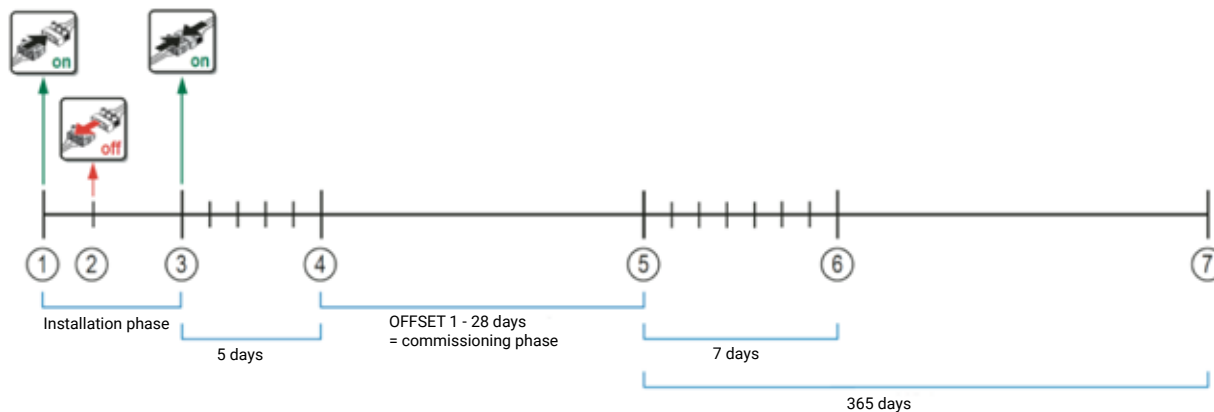 on
on
off
1
2
3
4
5
6
7
Installation phase
5 days
OFFSET 1 - 28 days
= commissioning phase
7 days
365 days